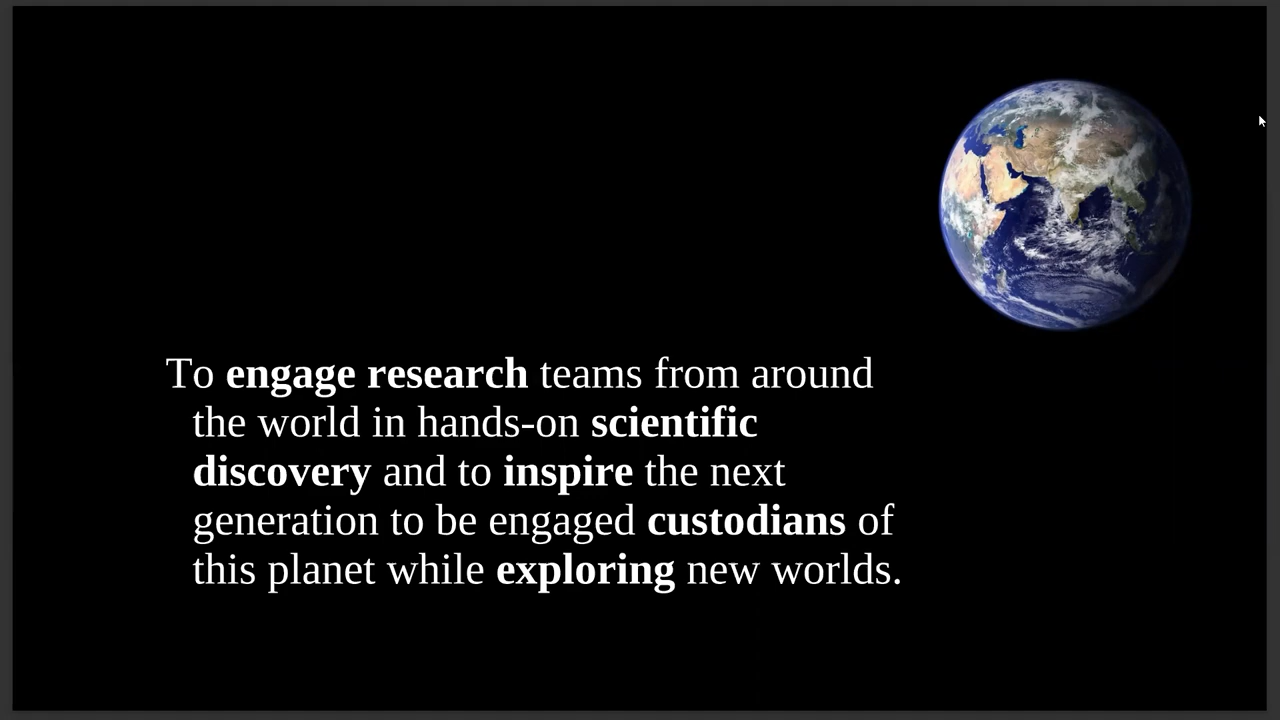 To engage research teams from around
the world in hands-on scientific
discovery and to inspire the next
generation to be engaged custodians of
this planet while exploring new worlds.